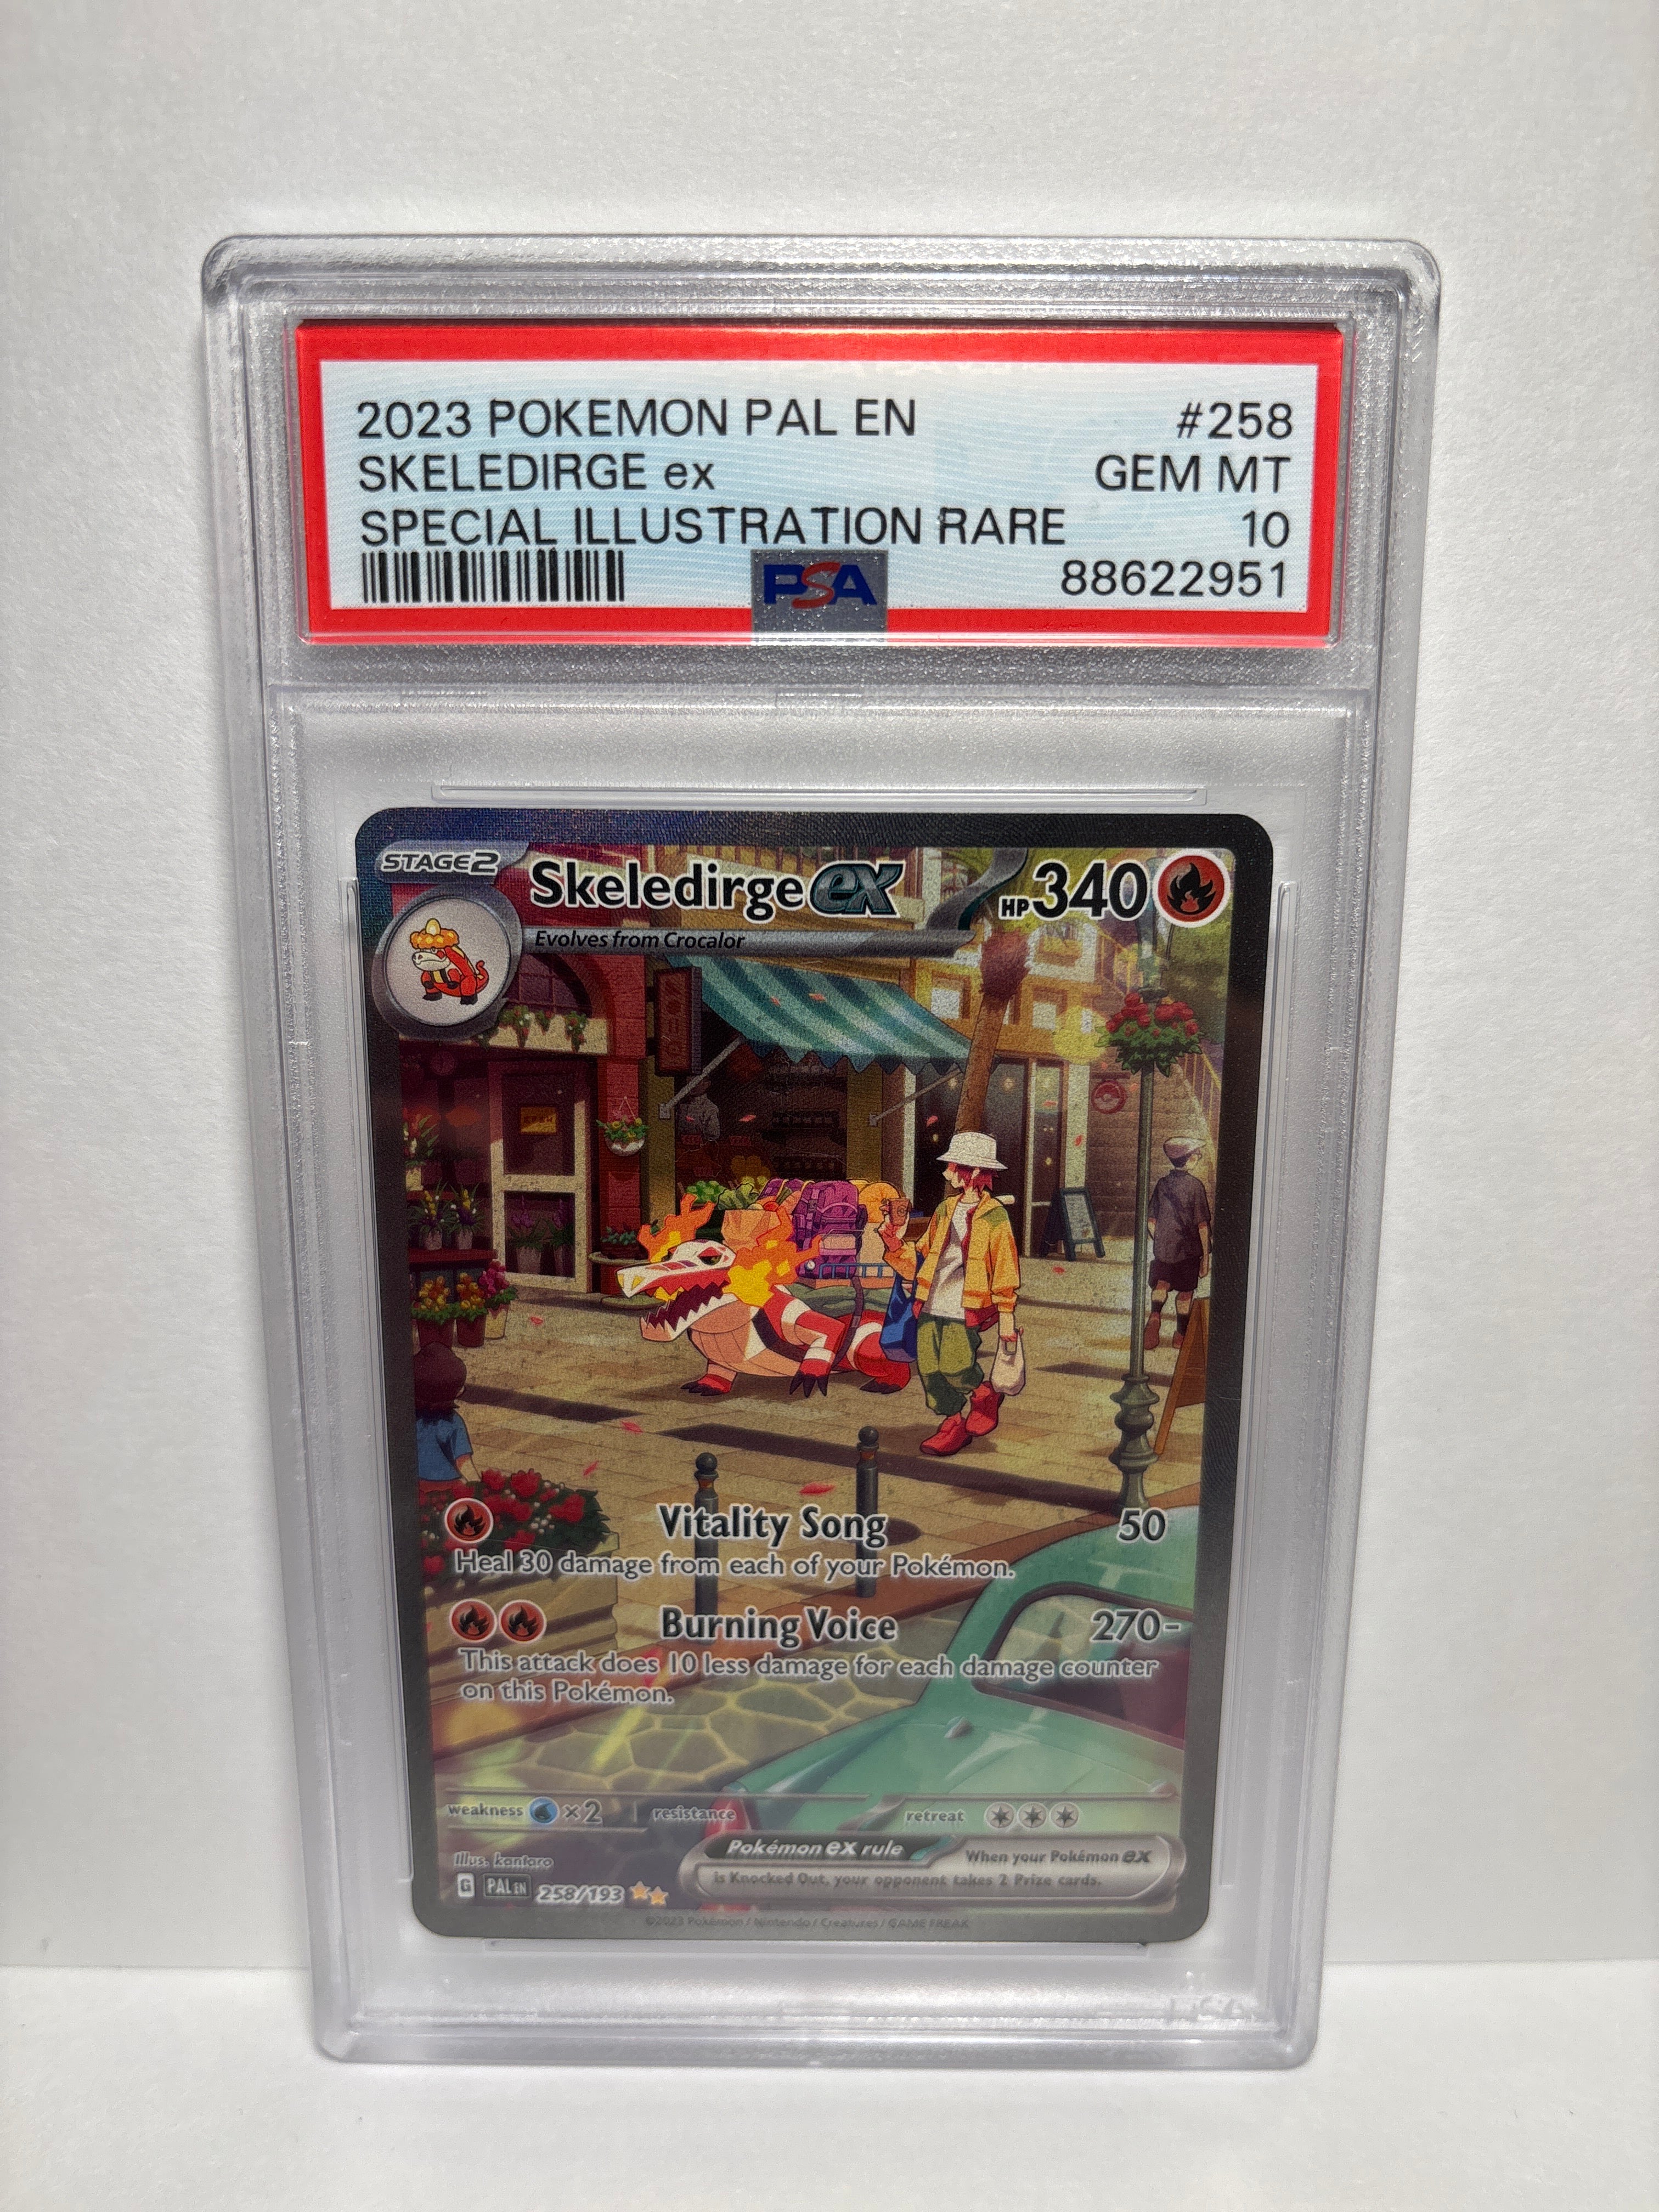 2023 POKEMON PAL EN #258
SKELEDIRGE ex GEM MT
SPECIAL ILLUSTRATION RARE 10
PSA 88622951
STAGE2 Skeledirge ex HP 340
Evolves from Crocalor
Vitality Song 50
Heal 30 damage from each of your Pokémon.
Burning Voice 270-
This attack does 10 less damage for each damage counter
on this Pokémon.
weakness ×2 resistance retreat
Pokémon ex rule When your Pokémon ex
is Knocked Out, your opponent takes 2 Prize cards.
Illus. kantaro
G PAL EN 258/193
©2023 Pokémon / Nintendo / Creatures / GAME FREAK